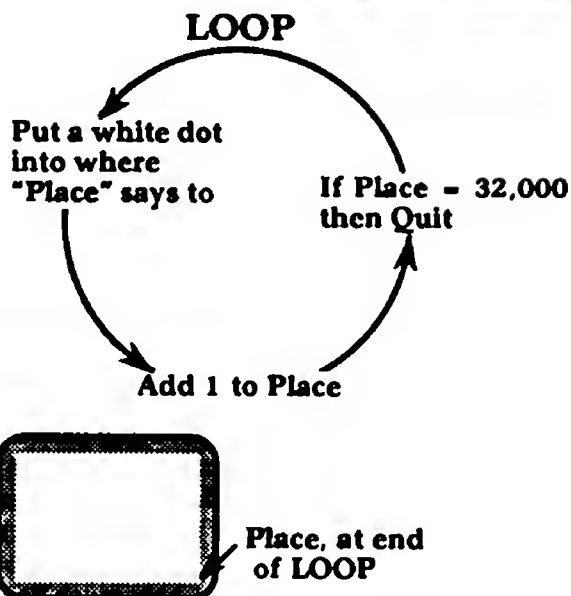 LOOP
Put a white dot
into where
"Place" says to
If Place = 32,000
then Quit
Add 1 to Place
Place, at end
of LOOP